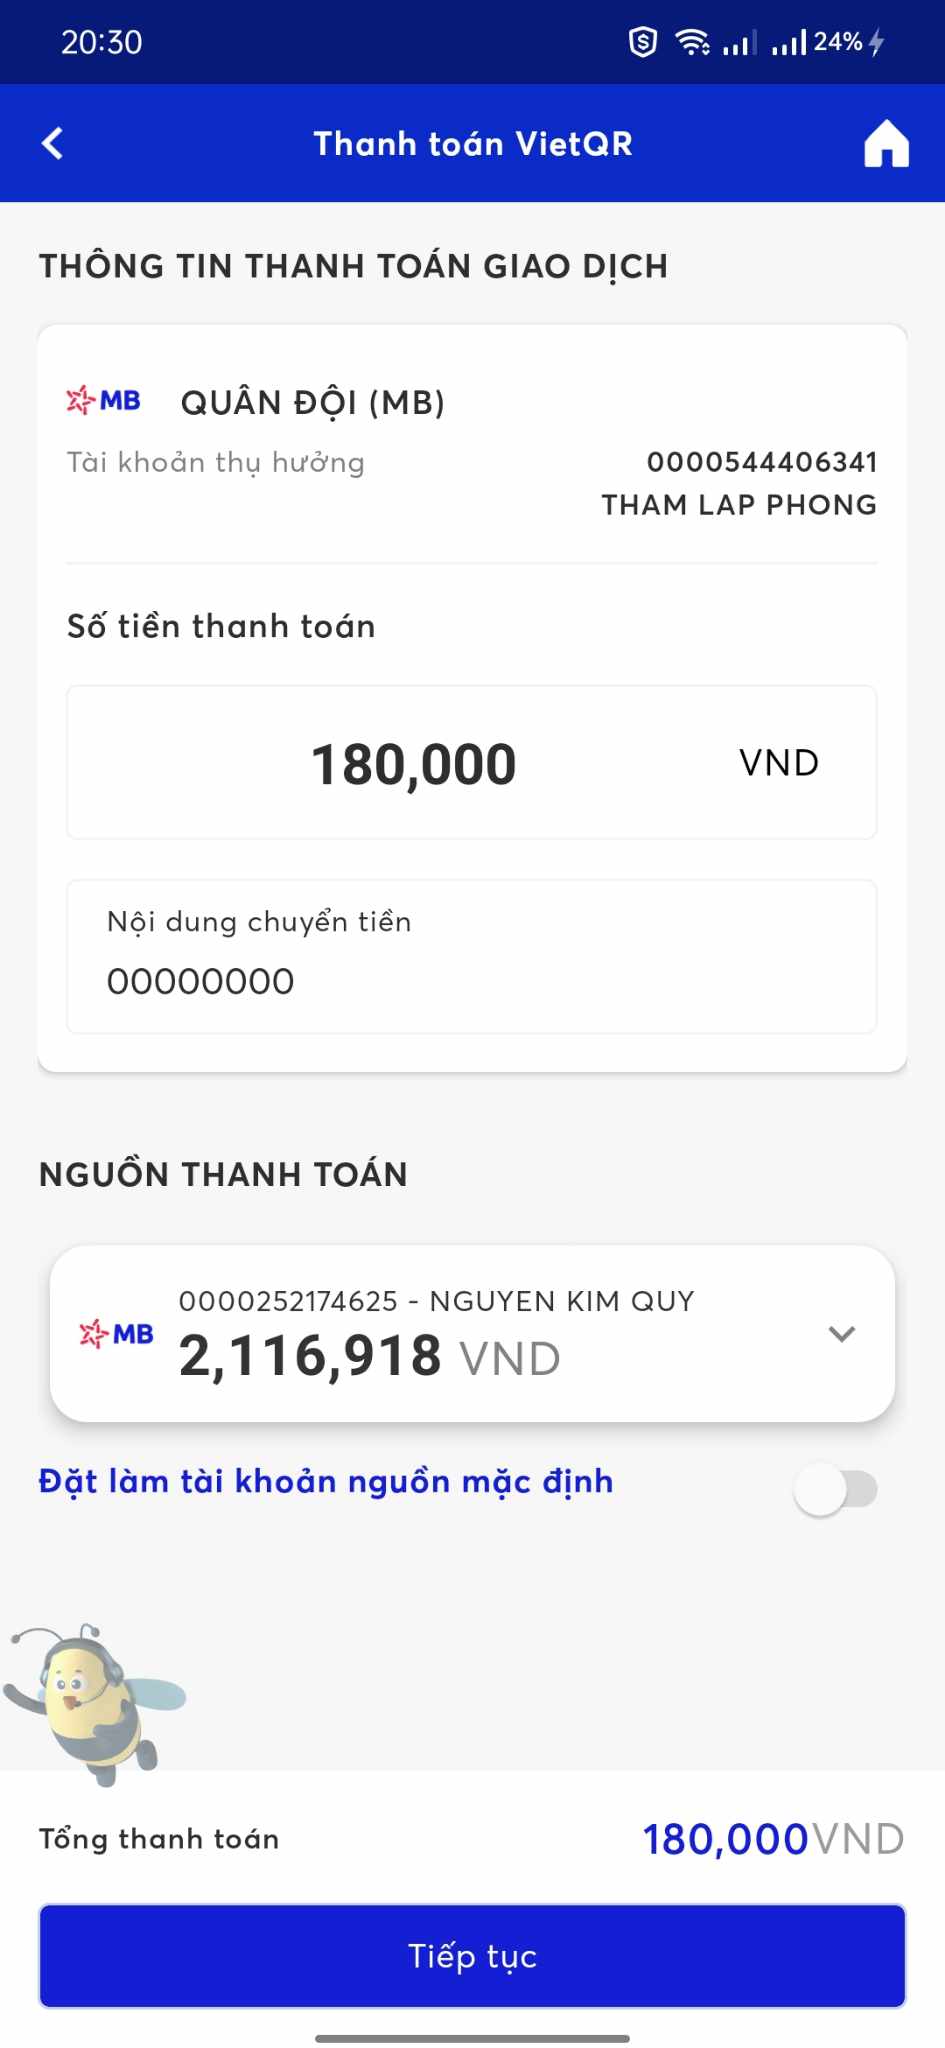 20:30
24%
Thanh toán VietQR
THÔNG TIN THANH TOÁN GIAO DỊCH
MB QUÂN ĐỘI (MB)
Tài khoản thụ hưởng 0000544406341
THAM LAP PHONG
Số tiền thanh toán
180,000 VND
Nội dung chuyển tiền
00000000
NGUỒN THANH TOÁN
0000252174625 - NGUYEN KIM QUY
MB 2,116,918 VND
Đặt làm tài khoản nguồn mặc định
Tổng thanh toán 180,000VND
Tiếp tục